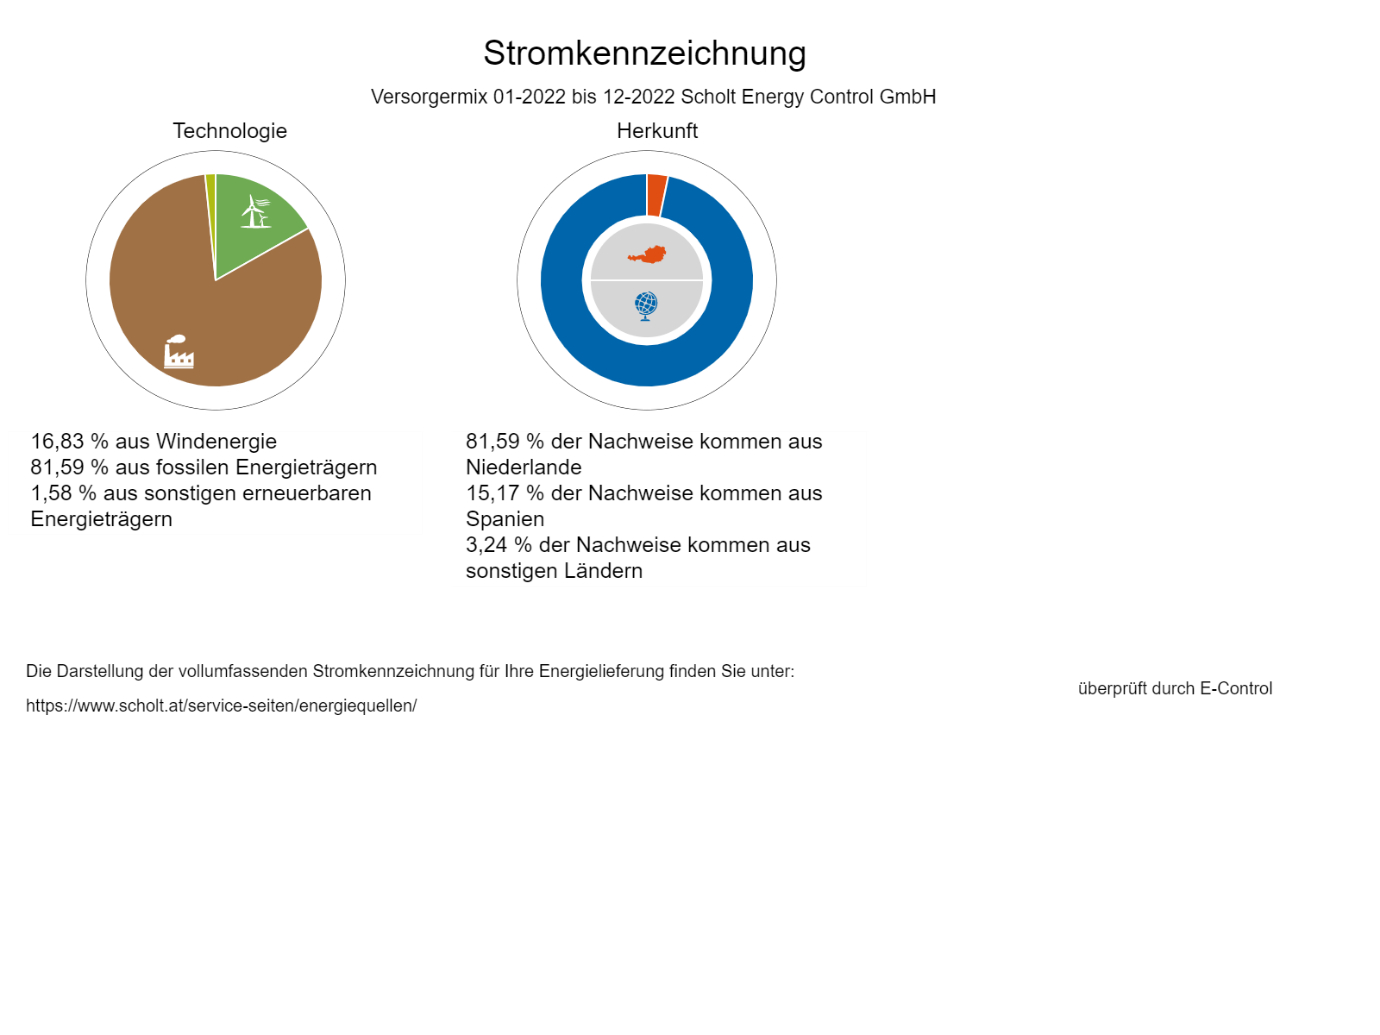 Stromkennzeichnung
Versorgermix 01-2022 bis 12-2022 Scholt Energy Control GmbH
Technologie
Herkunft
16,83 % aus Windenergie
81,59 % aus fossilen Energieträgern
1,58 % aus sonstigen erneuerbaren
Energieträgern
81,59 % der Nachweise kommen aus
Niederlande
15,17 % der Nachweise kommen aus
Spanien
3,24 % der Nachweise kommen aus
sonstigen Ländern
Die Darstellung der vollumfassenden Stromkennzeichnung für Ihre Energielieferung finden Sie unter:
https://www.scholt.at/service-seiten/energiequellen/
überprüft durch E-Control